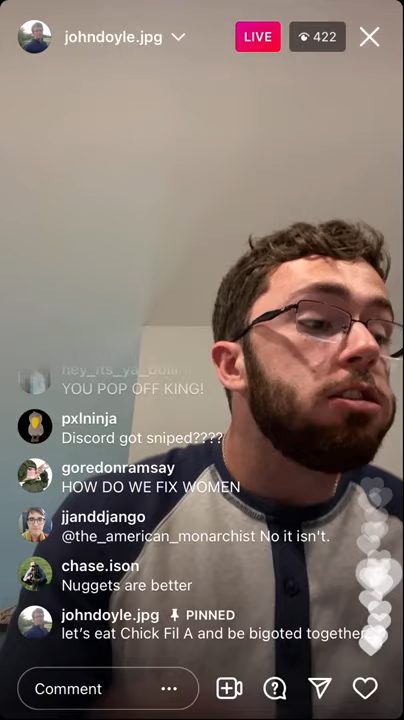 johndoyle.jpg
LIVE
422
hey_its_ya_boiii
YOU POP OFF KING!
pxlninja
Discord got sniped????
goredonramsay
HOW DO WE FIX WOMEN
jjanddjango
@the_american_monarchist No it isn't.
chase.ison
Nuggets are better
johndoyle.jpg PINNED
let's eat Chick Fil A and be bigoted together
Comment